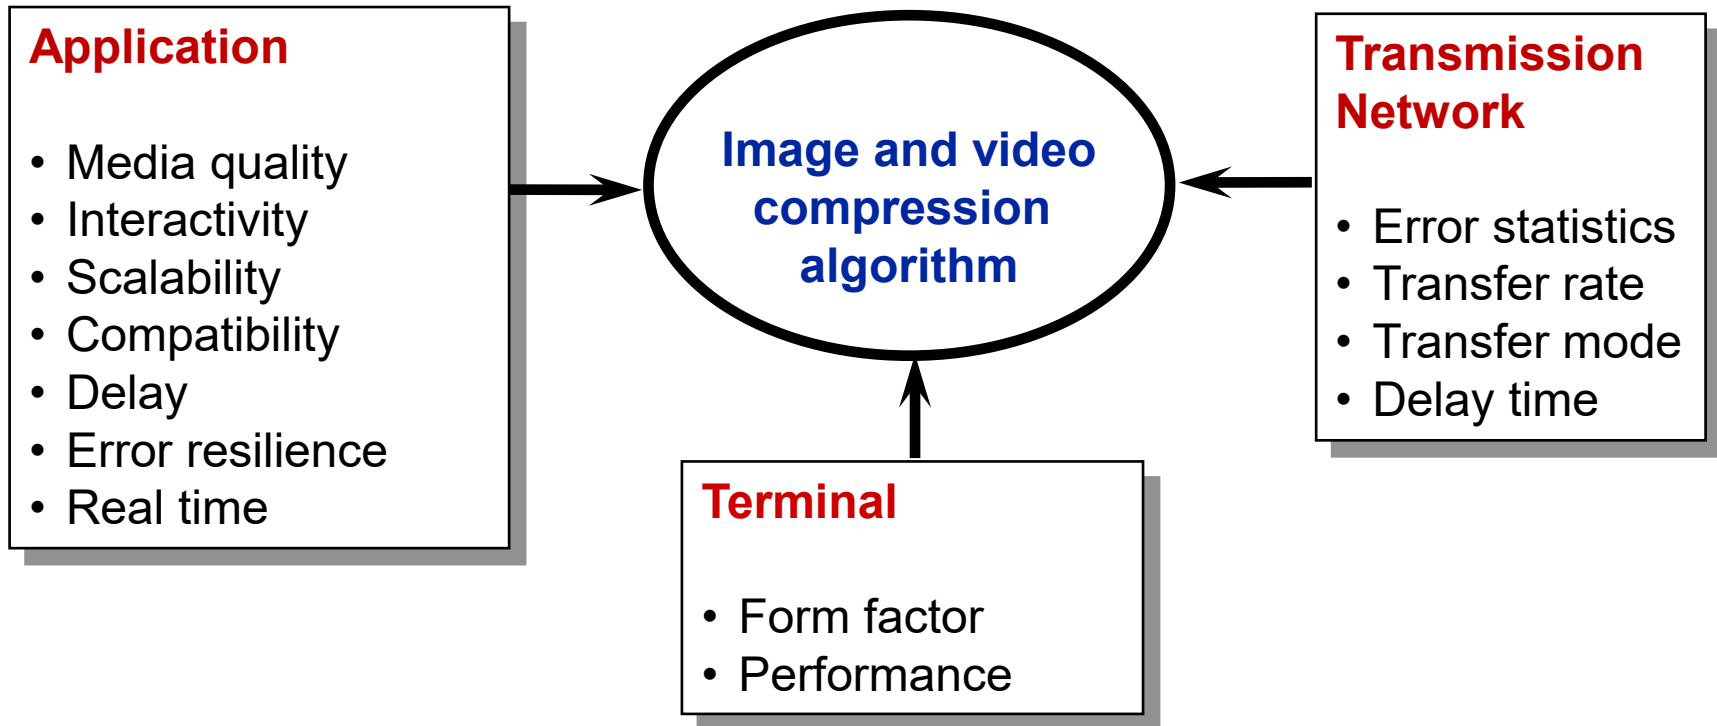 Application
• Media quality
• Interactivity
• Scalability
• Compatibility
• Delay
• Error resilience
• Real time
Image and video
compression
algorithm
Transmission
Network
• Error statistics
• Transfer rate
• Transfer mode
• Delay time
Terminal
• Form factor
• Performance